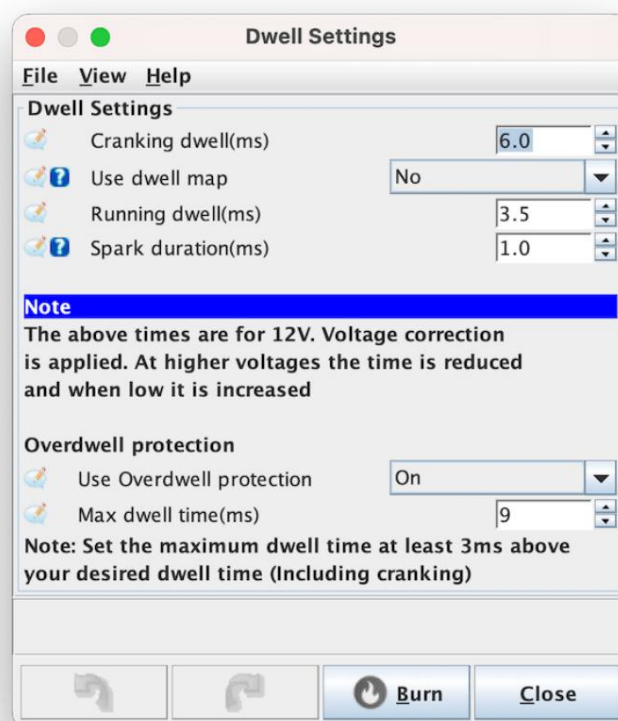 Dwell Settings
File View Help
Dwell Settings
Cranking dwell(ms) 6.0
? Use dwell map No
Running dwell(ms) 3.5
? Spark duration(ms) 1.0
Note
The above times are for 12V. Voltage correction
is applied. At higher voltages the time is reduced
and when low it is increased
Overdwell protection
Use Overdwell protection On
Max dwell time(ms) 9
Note: Set the maximum dwell time at least 3ms above
your desired dwell time (Including cranking)
Burn Close